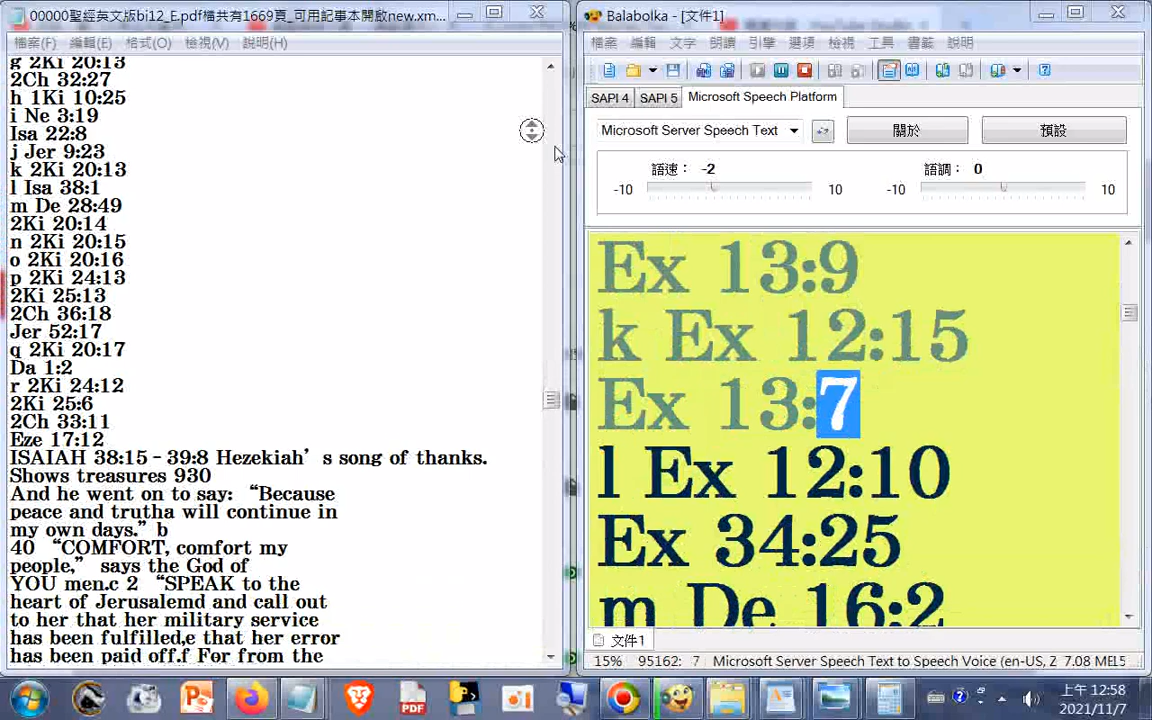 00000聖經英文版bi12_E.pdf檔共有1669頁_可用記事本開啟new.xm...
檔案(F) 編輯(E) 格式(O) 檢視(V) 說明(H)
g 2Ki 20:13
2Ch 32:27
h 1Ki 10:25
i Ne 3:19
Isa 22:8
j Jer 9:23
k 2Ki 20:13
l Isa 38:1
m De 28:49
2Ki 20:14
n 2Ki 20:15
o 2Ki 20:16
p 2Ki 24:13
2Ki 25:13
2Ch 36:18
Jer 52:17
q 2Ki 20:17
Da 1:2
r 2Ki 24:12
2Ki 25:6
2Ch 33:11
Eze 17:12
ISAIAH 38:15–39:8 Hezekiah’s song of thanks.
Shows treasures 930
And he went on to say: “Because
peace and trutha will continue in
my own days.” b
40 “COMFORT, comfort my
people,” says the God of
YOU men.c 2 “SPEAK to the
heart of Jerusalemd and call out
to her that her military service
has been fulfilled,e that her error
has been paid off.f For from the
Balabolka - [文件1]
檔案 編輯 文字 朗讀 引擎 選項 檢視 工具 書籤 說明
SAPI 4 SAPI 5 Microsoft Speech Platform
Microsoft Server Speech Text 關於 預設
語速： -2 語調： 0
-10 10 -10 10
Ex 13:9
k Ex 12:15
Ex 13:7
l Ex 12:10
Ex 34:25
m De 16:2
文件1
15% 95162: 7 Microsoft Server Speech Text to Speech Voice (en-US, Z 7.08 ME
上午 12:58
2021/11/7